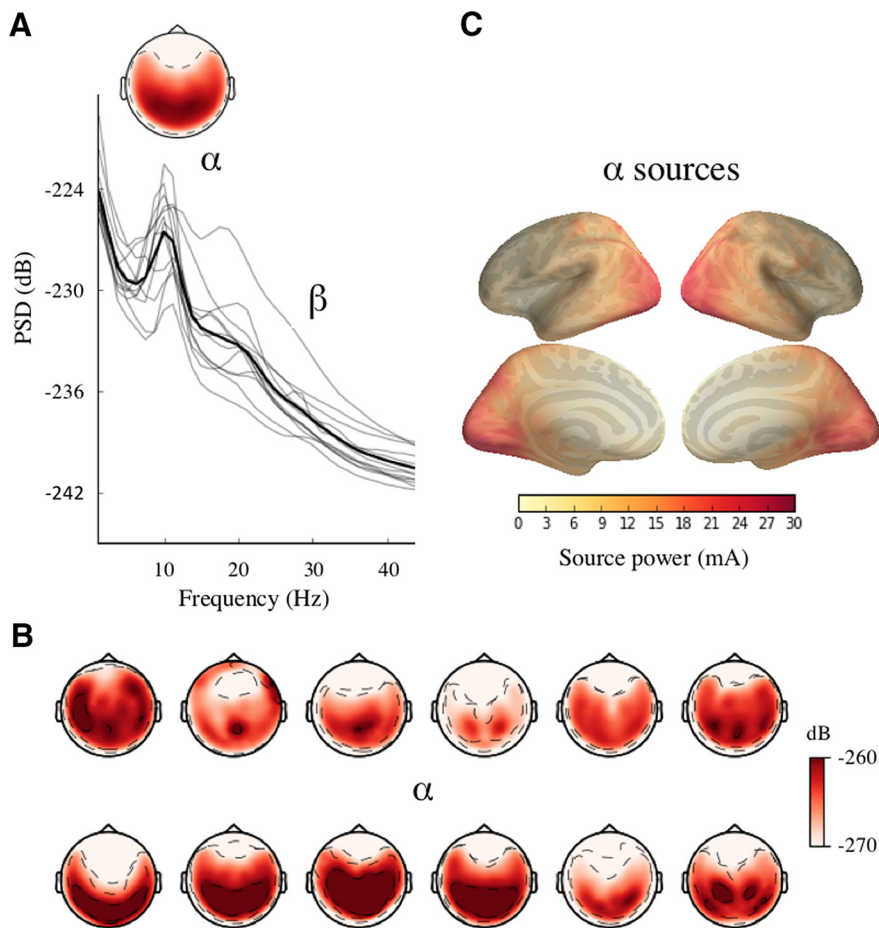 A
C
α
α sources
-224
-230
-236
-242
PSD (dB)
β
10 20 30 40
Frequency (Hz)
0 3 6 9 12 15 18 21 24 27 30
Source power (mA)
B
dB
-260
-270
α